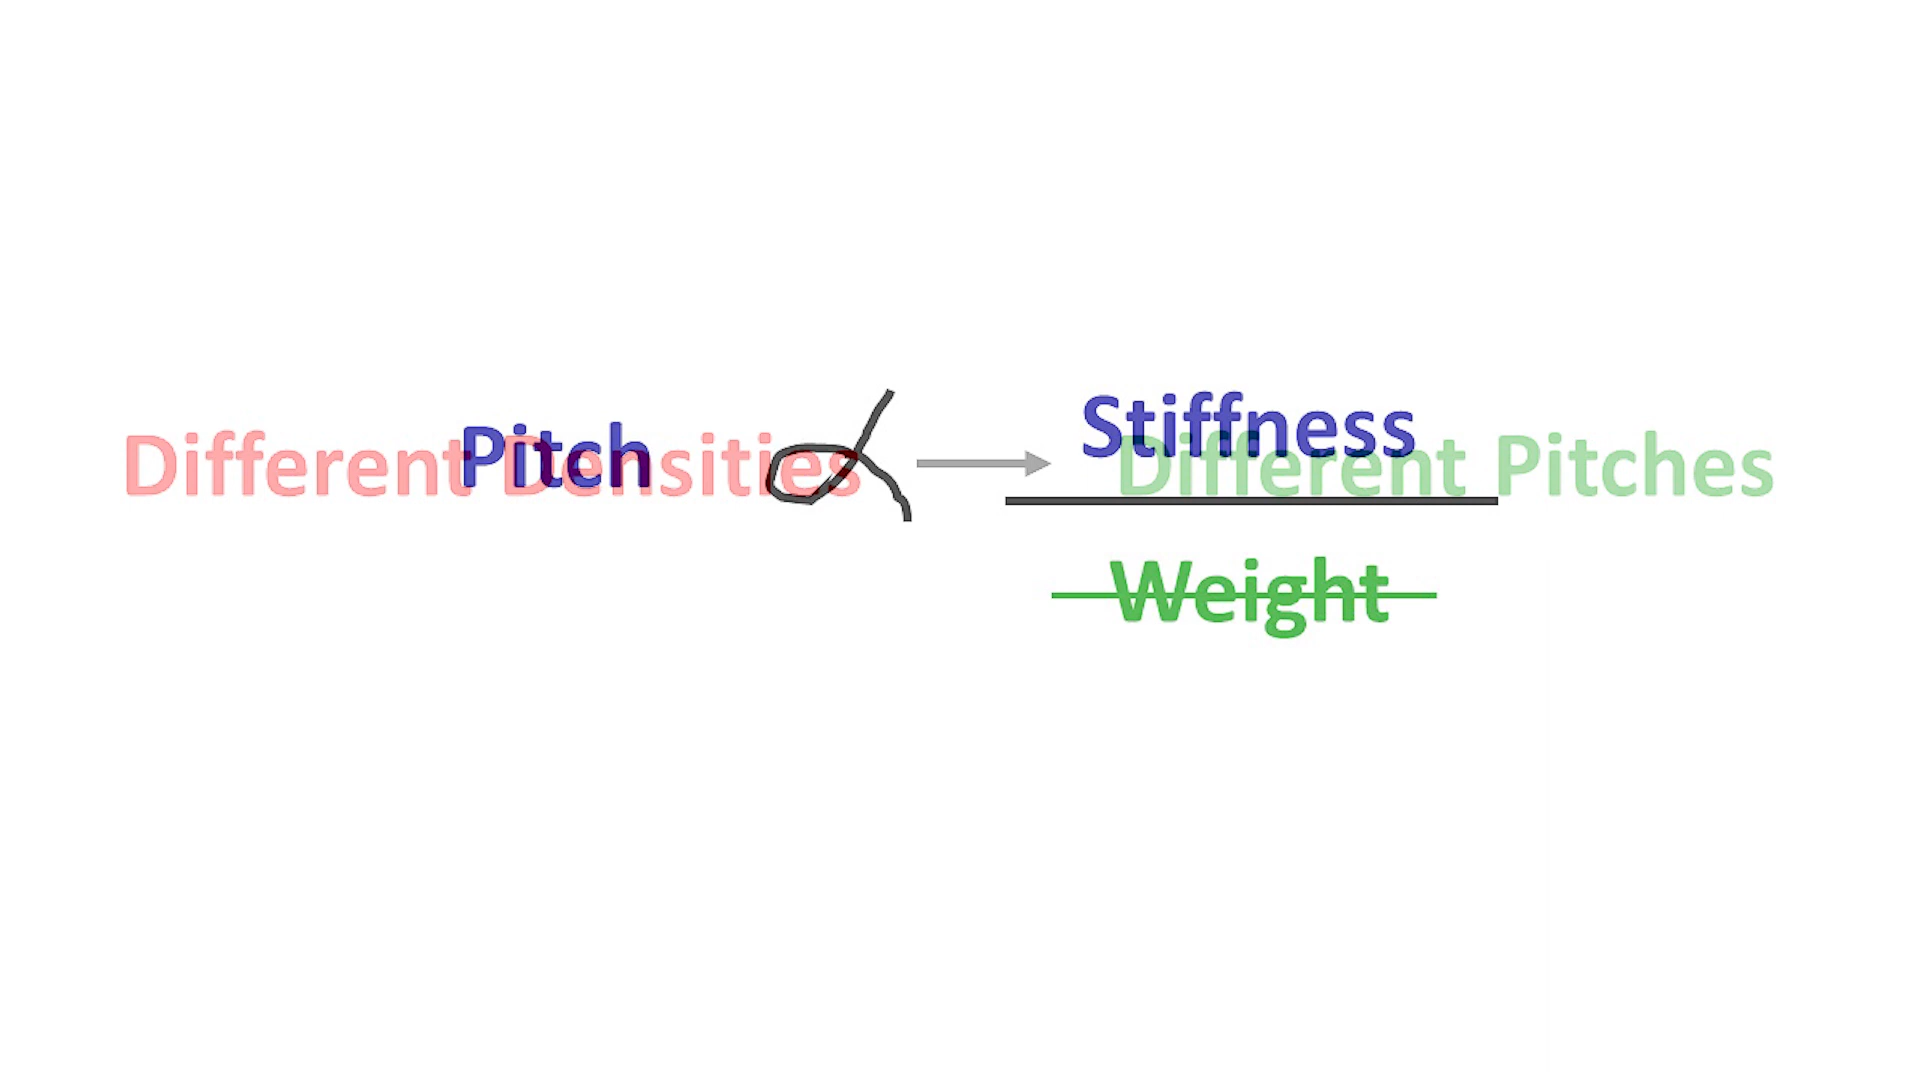 Different Densities → Different Pitches
Pitch ∝ Stiffness
Weight